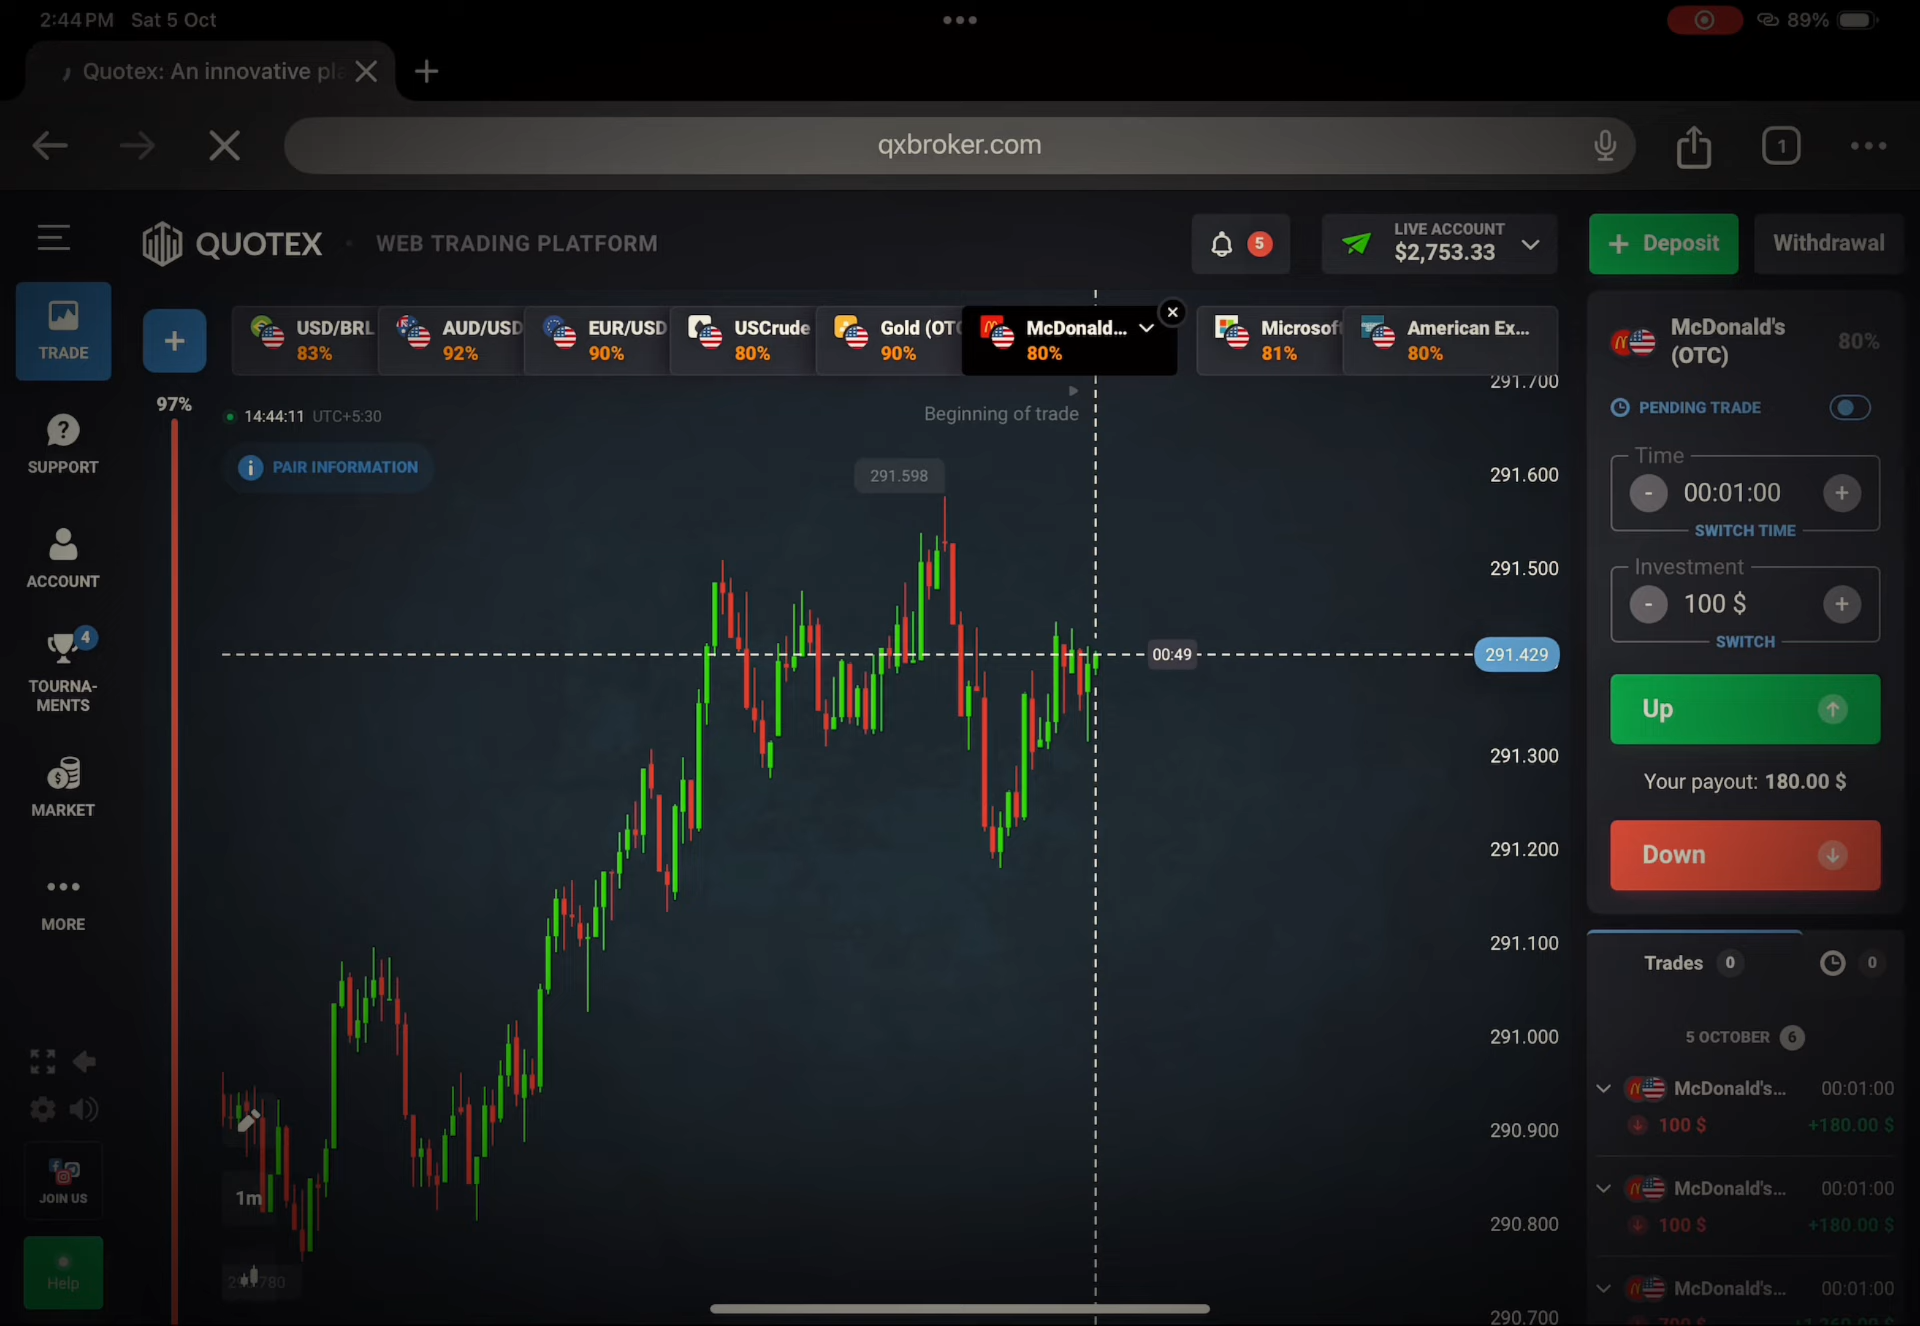 2:44 PM Sat 5 Oct
89%
Quotex: An innovative pla
qxbroker.com
1
QUOTEX
WEB TRADING PLATFORM
5
LIVE ACCOUNT
$2,753.33
+ Deposit
Withdrawal
TRADE
+
USD/BRL
83%
AUD/USD
92%
EUR/USD
90%
USCrude
80%
Gold (OTC
90%
McDonald...
80%
Microsoft
81%
American Ex...
80%
McDonald's
(OTC)
80%
97%
14:44:11 UTC+5:30
Beginning of trade
PAIR INFORMATION
SUPPORT
ACCOUNT
4
TOURNA-
MENTS
MARKET
MORE
JOIN US
Help
1m
291.598
00:49
291.429
291.700
291.600
291.500
291.300
291.200
291.100
291.000
290.900
290.800
290.700
PENDING TRADE
Time
- 00:01:00 +
SWITCH TIME
Investment
- 100 $ +
SWITCH
Up
Your payout: 180.00 $
Down
Trades 0
0
5 OCTOBER 6
McDonald's... 00:01:00
100 $ +180.00 $
McDonald's... 00:01:00
100 $ +180.00 $
McDonald's... 00:01:00